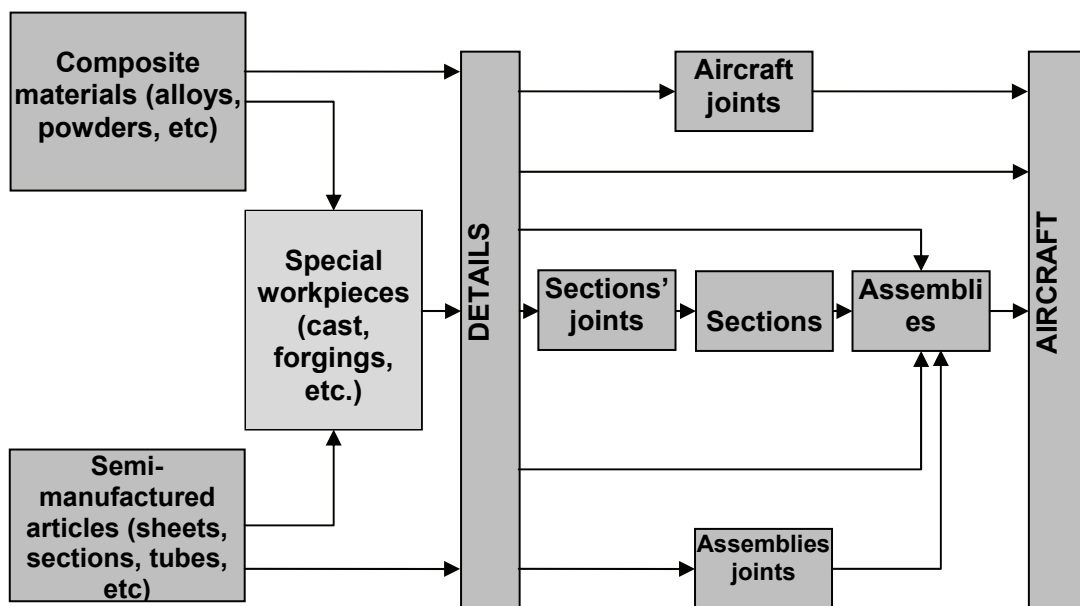 Composite
materials (alloys,
powders, etc)
Special
workpieces
(cast,
forgings,
etc.)
Semi-
manufactured
articles (sheets,
sections, tubes,
etc)
DETAILS
Aircraft
joints
Sections’
joints
Sections
Assembli
es
Assemblies
joints
AIRCRAFT